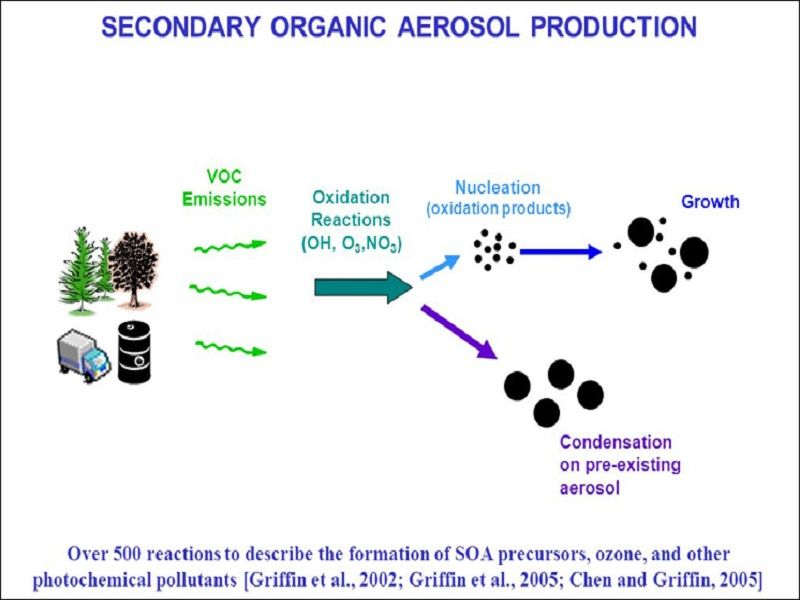 SECONDARY ORGANIC AEROSOL PRODUCTION
VOC
Emissions
Oxidation
Reactions
(OH, O₃,NO₃)
Nucleation
(oxidation products)
Growth
Condensation
on pre-existing
aerosol
Over 500 reactions to describe the formation of SOA precursors, ozone, and other
photochemical pollutants [Griffin et al., 2002; Griffin et al., 2005; Chen and Griffin, 2005]